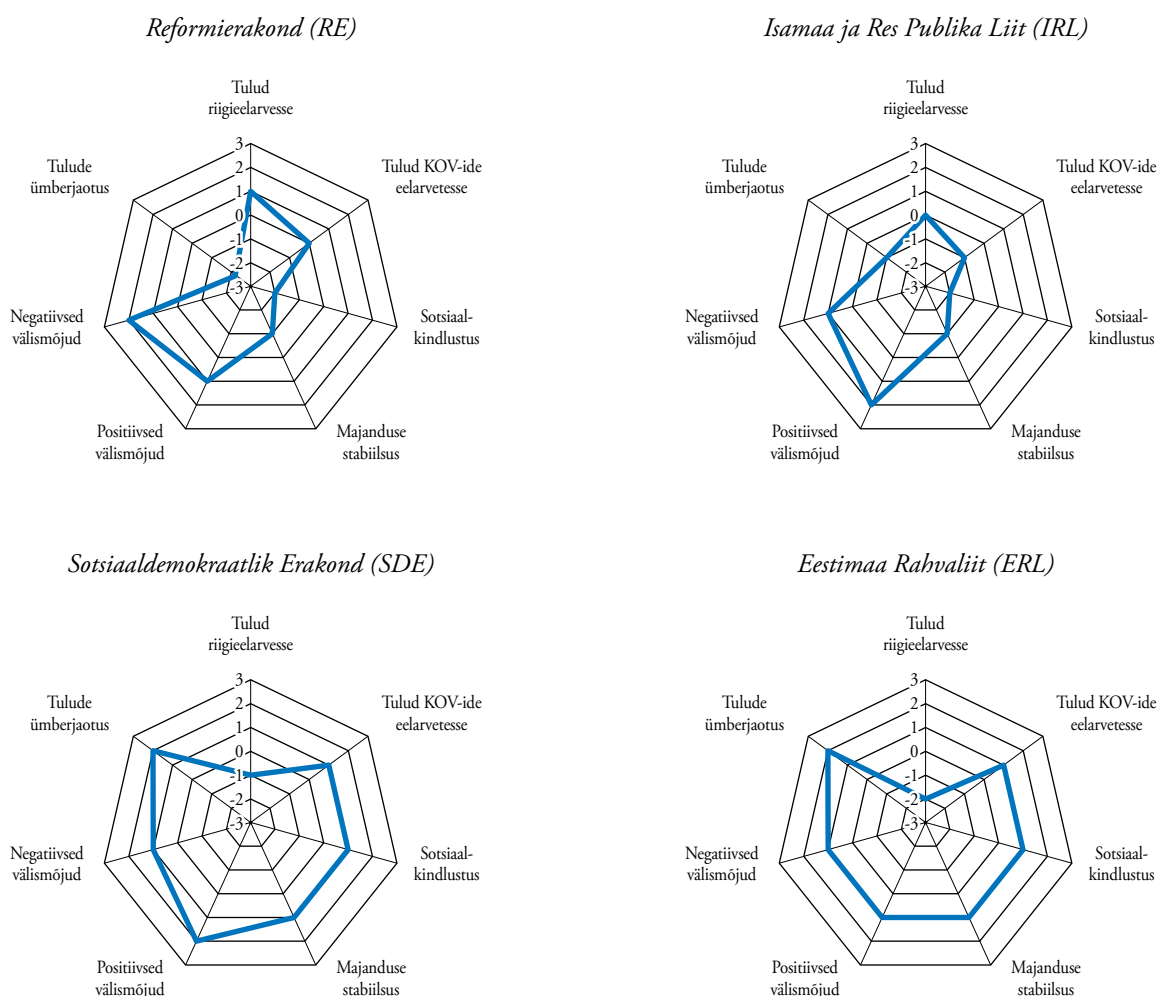 Reformierakond (RE)
Tulud
riigieelarvesse
Tulude
ümberjaotus
Tulud KOV-ide
eelarvetesse
3
2
1
0
-1
-2
-3
Negatiivsed
välismõjud
Sotsiaal-
kindlustus
Positiivsed
välismõjud
Majanduse
stabiilsus
Isamaa ja Res Publika Liit (IRL)
Tulud
riigieelarvesse
Tulude
ümberjaotus
Tulud KOV-ide
eelarvetesse
3
2
1
0
-1
-2
-3
Negatiivsed
välismõjud
Sotsiaal-
kindlustus
Positiivsed
välismõjud
Majanduse
stabiilsus
Sotsiaaldemokraatlik Erakond (SDE)
Tulud
riigieelarvesse
Tulude
ümberjaotus
Tulud KOV-ide
eelarvetesse
3
2
1
0
-1
-2
-3
Negatiivsed
välismõjud
Sotsiaal-
kindlustus
Positiivsed
välismõjud
Majanduse
stabiilsus
Eestimaa Rahvaliit (ERL)
Tulud
riigieelarvesse
Tulude
ümberjaotus
Tulud KOV-ide
eelarvetesse
3
2
1
0
-1
-2
-3
Negatiivsed
välismõjud
Sotsiaal-
kindlustus
Positiivsed
välismõjud
Majanduse
stabiilsus